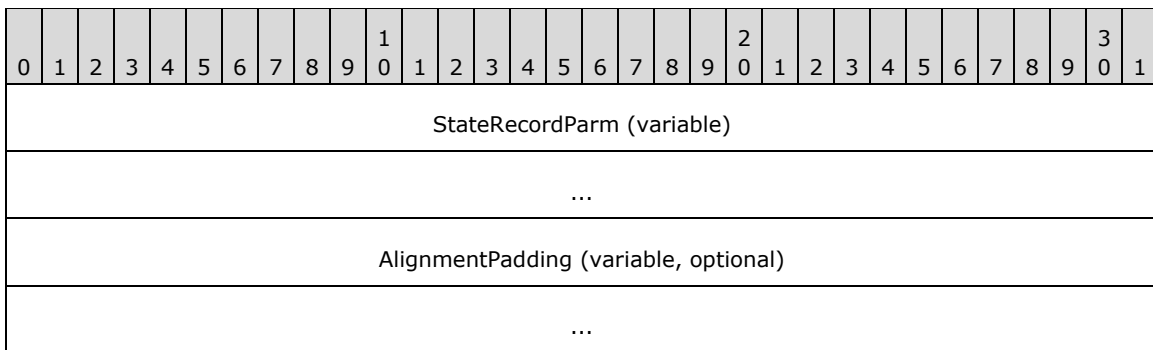 1 2 3
0 1 2 3 4 5 6 7 8 9 0 1 2 3 4 5 6 7 8 9 0 1 2 3 4 5 6 7 8 9 0 1
StateRecordParm (variable)
...
AlignmentPadding (variable, optional)
...